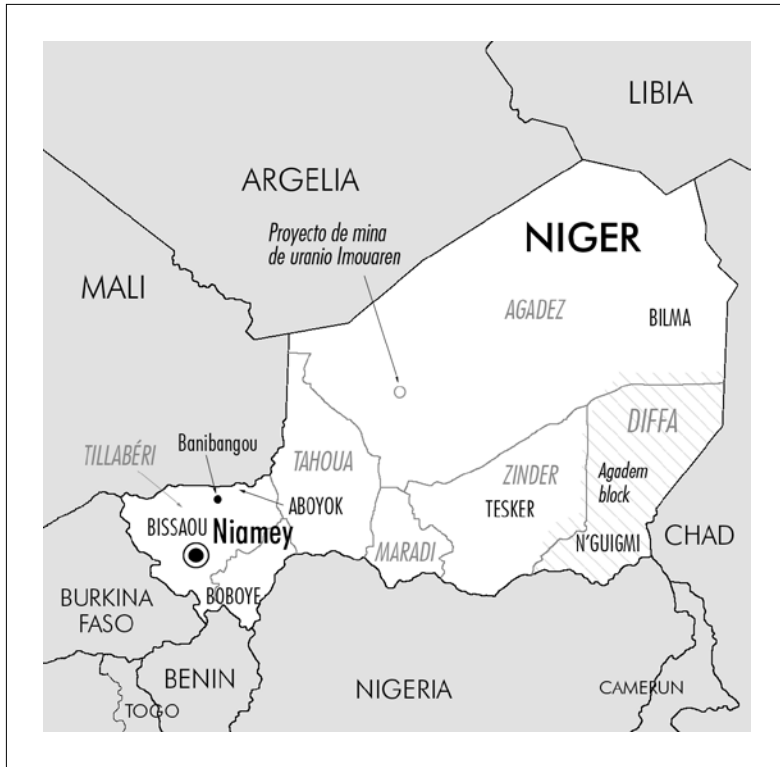 LIBIA
ARGELIA
Proyecto de mina
de uranio Imouaren
NIGER
MALI
AGADEZ
BILMA
DIFFA
TILLABÉRI
Banibangou
TAHOUA
ZINDER
Agadem
block
ABOYOK
TESKER
BISSAOU
Niamey
MARADI
N'GUIGMI
CHAD
BOBOYE
BURKINA
FASO
BENIN
NIGERIA
CAMERUN
TOGO